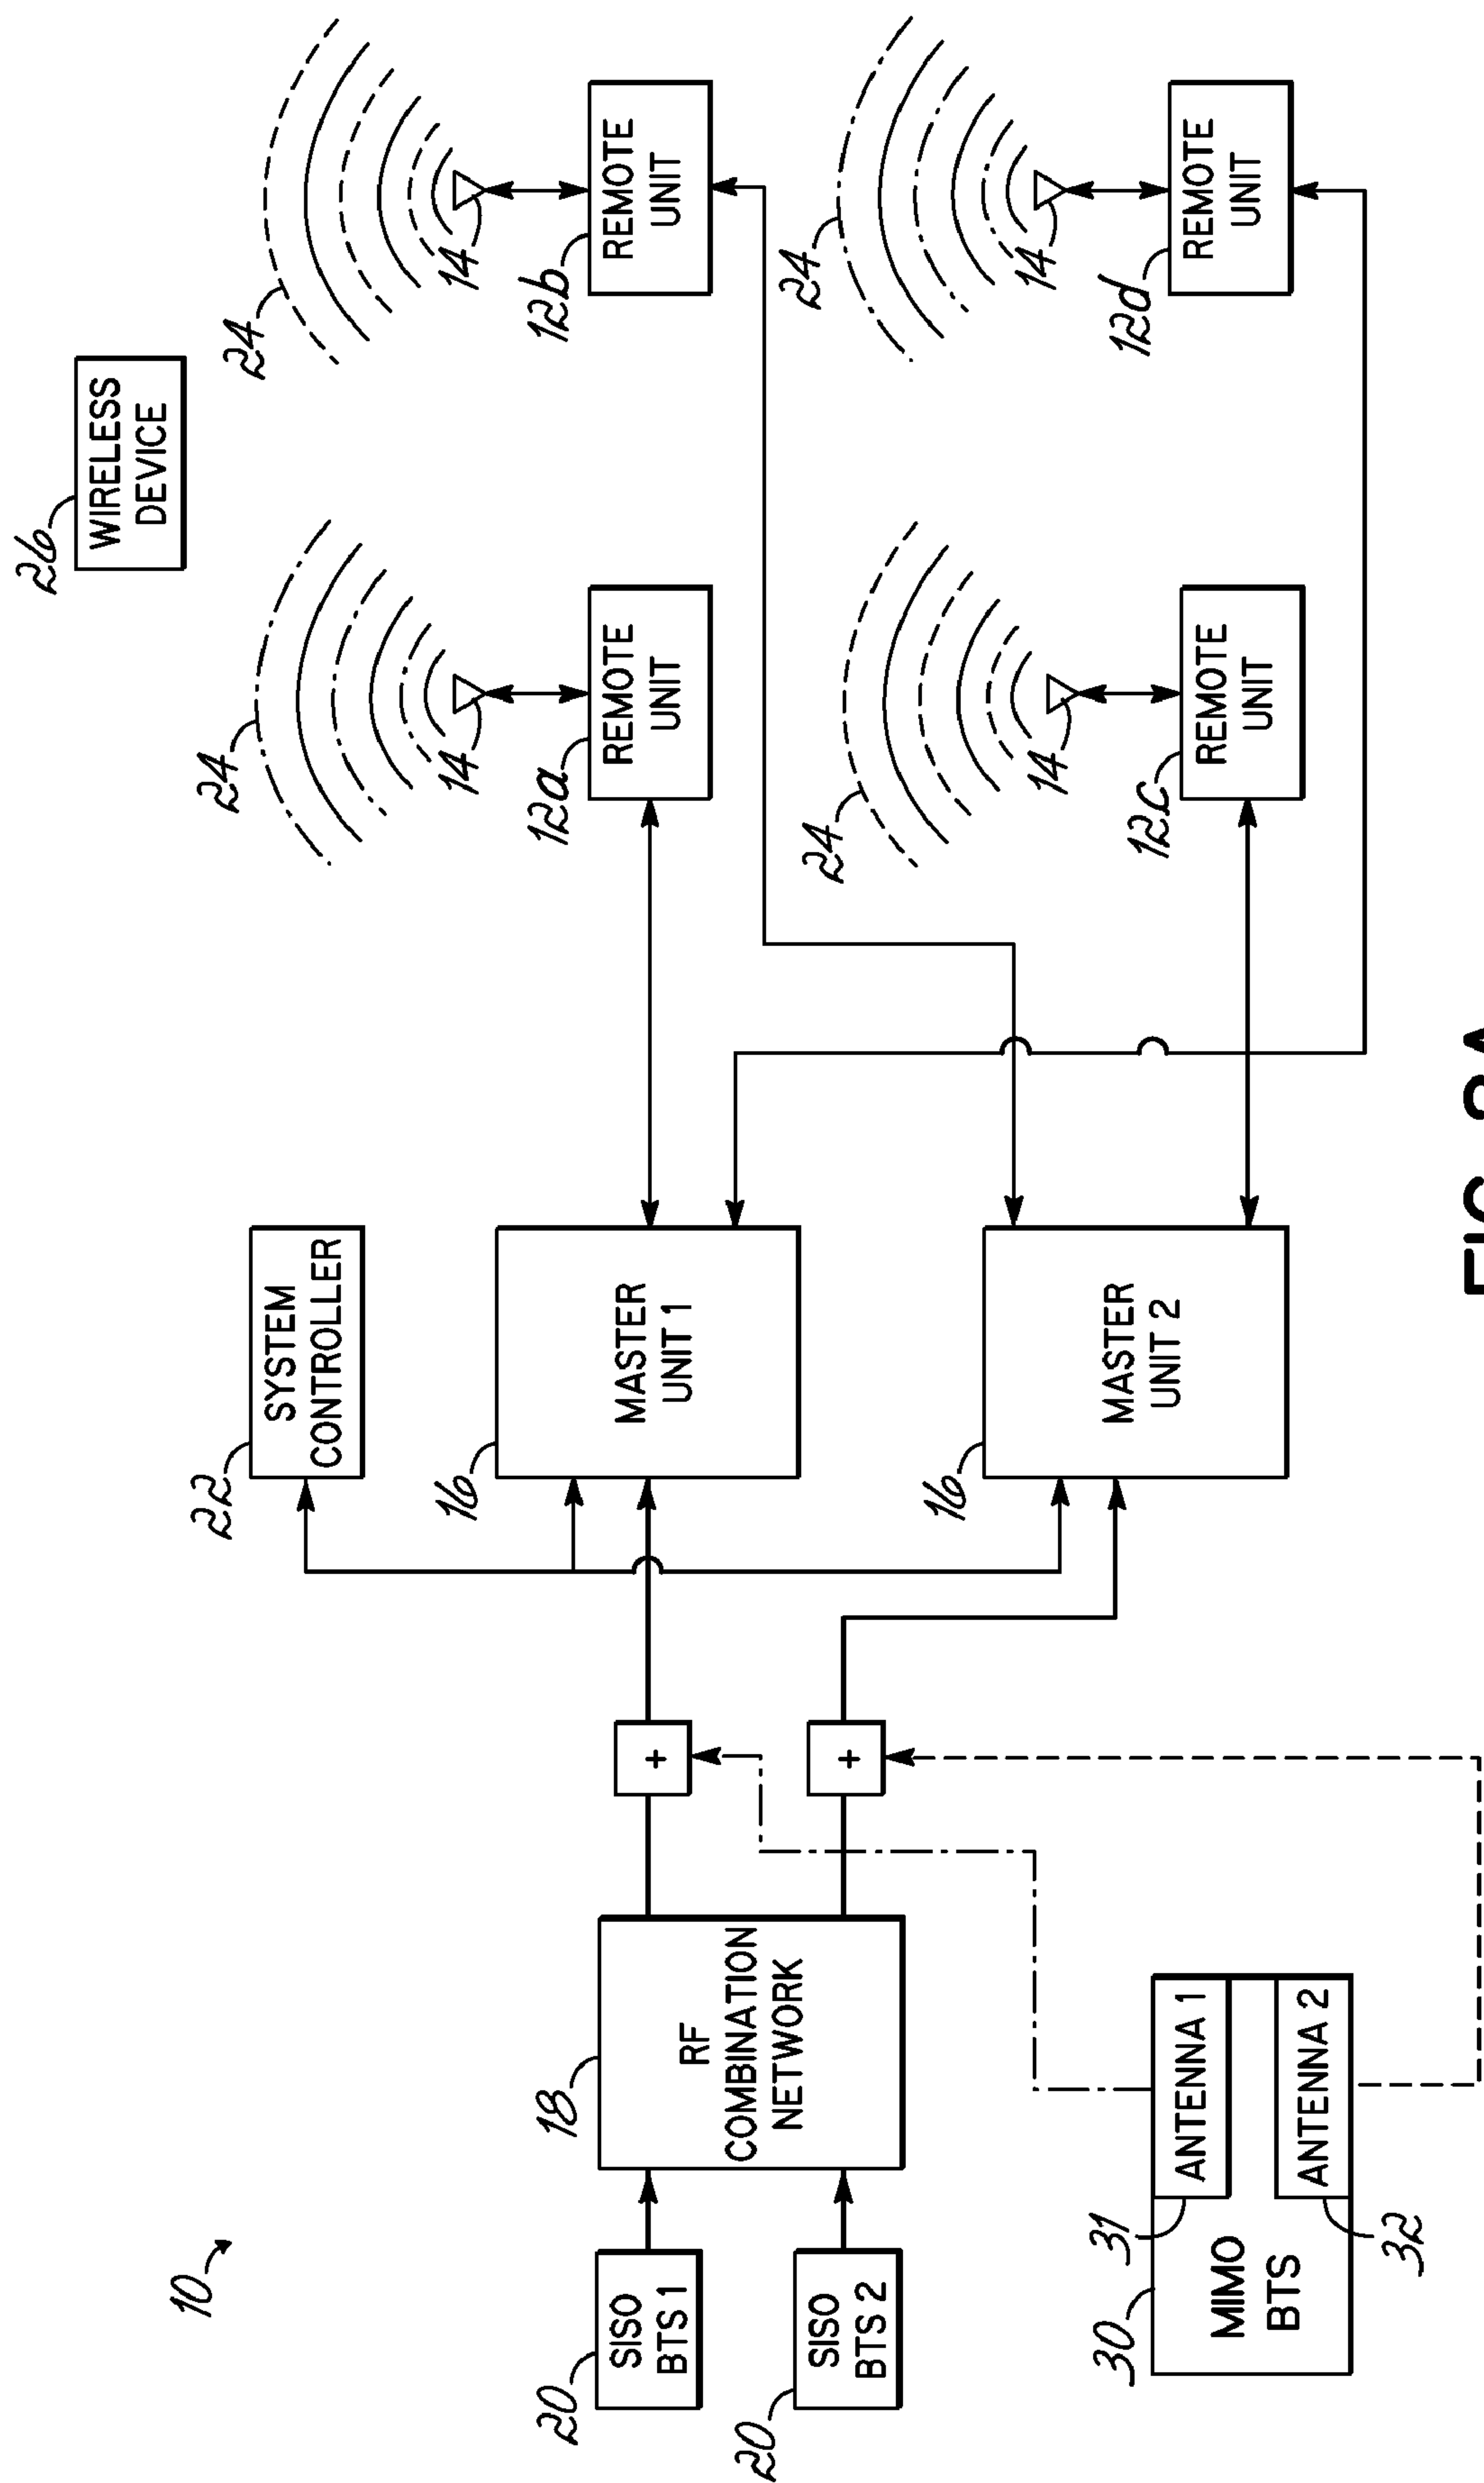 10
26
WIRELESS
DEVICE
24
24
22
SYSTEM
CONTROLLER
14
14
12a
REMOTE
UNIT
12b
REMOTE
UNIT
20
SISO
BTS 1
18
RF
COMBINATION
NETWORK
+
16
MASTER
UNIT 1
20
SISO
BTS 2
+
24
24
16
MASTER
UNIT 2
14
14
12c
REMOTE
UNIT
12d
REMOTE
UNIT
30
MIMO
BTS
31
ANTENNA 1
ANTENNA 2
32